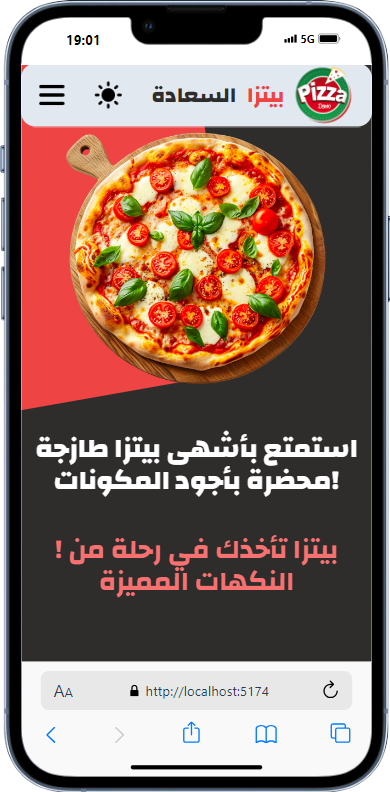 19:01
5G
بيتزا السعادة
Pizza
Demo
استمتع بأشهى بيتزا طازجة
محضرة بأجود المكونات!
بيتزا تأخذك في رحلة من !
النكهات المميزة
AA
http://localhost:5174